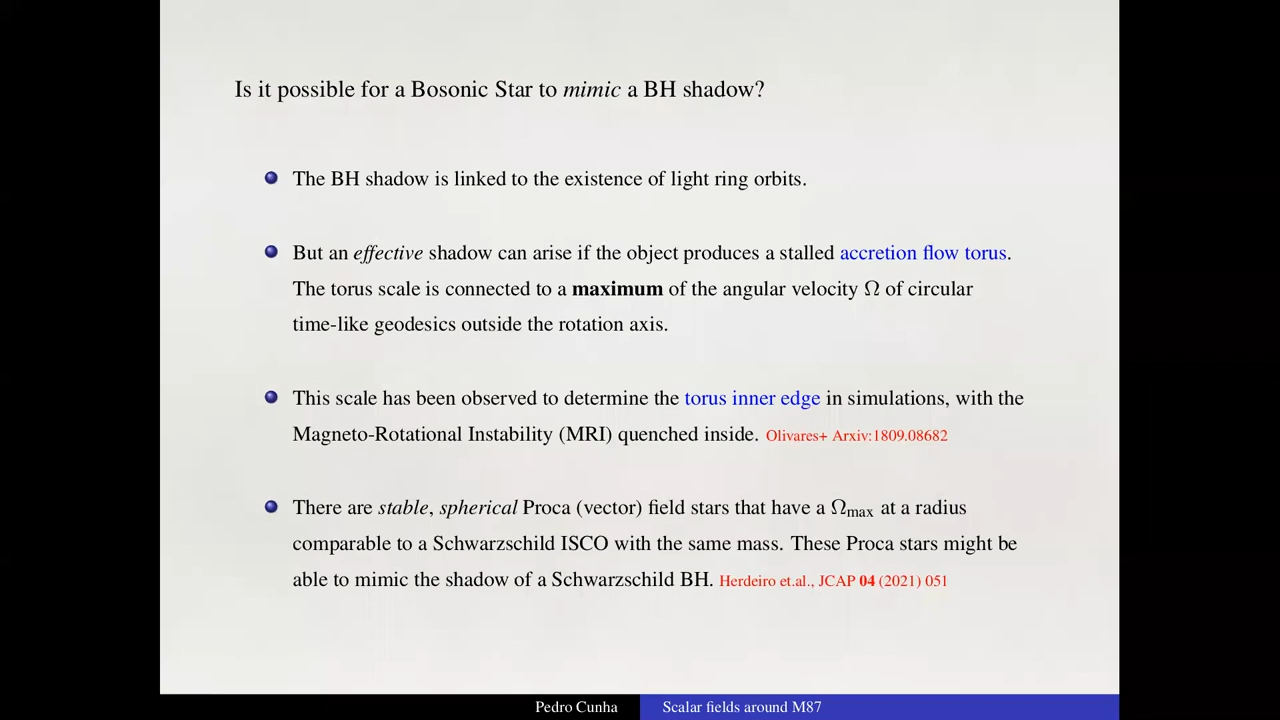 Is it possible for a Bosonic Star to mimic a BH shadow?
The BH shadow is linked to the existence of light ring orbits.
But an effective shadow can arise if the object produces a stalled accretion flow torus.
The torus scale is connected to a maximum of the angular velocity Ω of circular
time-like geodesics outside the rotation axis.
This scale has been observed to determine the torus inner edge in simulations, with the
Magneto-Rotational Instability (MRI) quenched inside. Olivares+ Arxiv:1809.08682
There are stable, spherical Proca (vector) field stars that have a Ωmax at a radius
comparable to a Schwarzschild ISCO with the same mass. These Proca stars might be
able to mimic the shadow of a Schwarzschild BH. Herdeiro et.al., JCAP 04 (2021) 051
Pedro Cunha
Scalar fields around M87